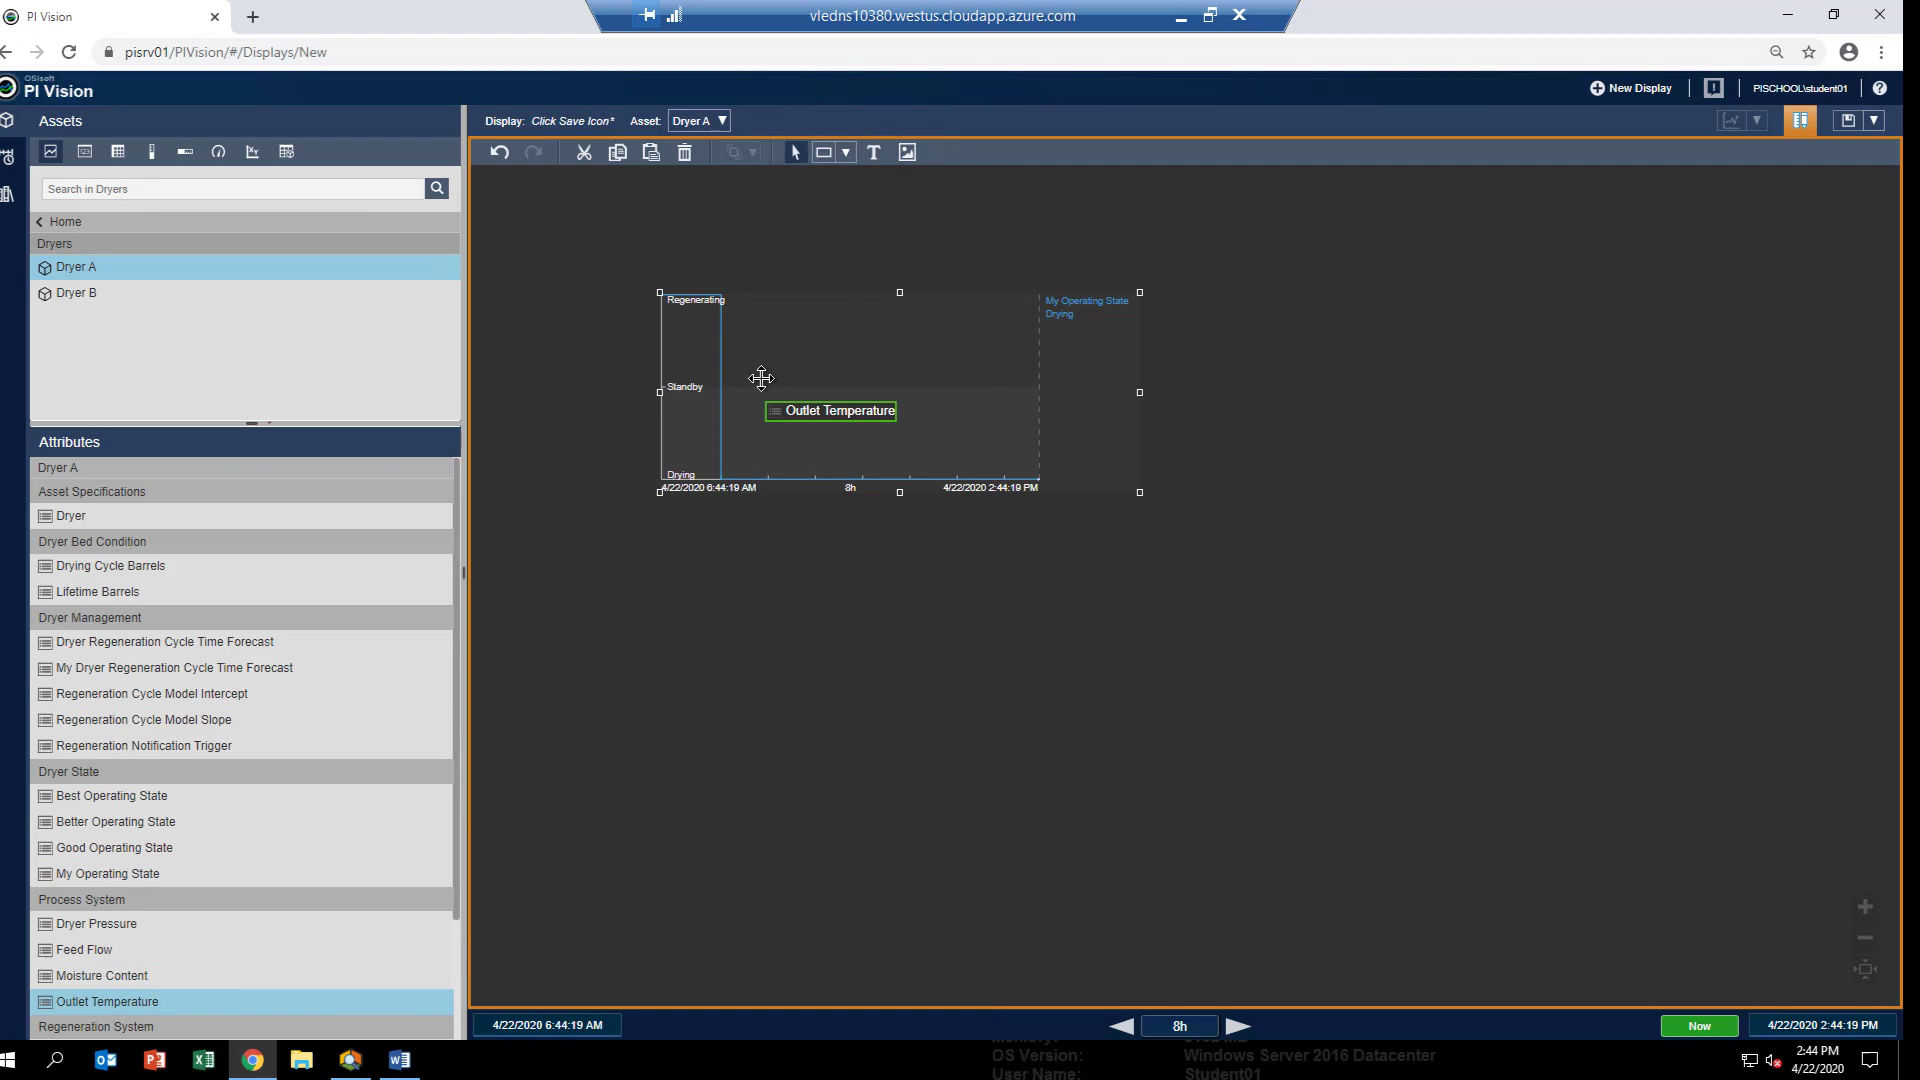 PI Vision
vledns10380.westus.cloudapp.azure.com
pisrv01/PIVision/#/Displays/New
OSIsoft
PI Vision
New Display
PISCHOOL\student01
Assets
Display: Click Save Icon* Asset: Dryer A
Search in Dryers
Home
Dryers
Dryer A
Dryer B
Regenerating
Standby
Drying
My Operating State
Drying
Outlet Temperature
4/22/2020 6:44:19 AM 8h 4/22/2020 2:44:19 PM
Attributes
Dryer A
Asset Specifications
Dryer
Dryer Bed Condition
Drying Cycle Barrels
Lifetime Barrels
Dryer Management
Dryer Regeneration Cycle Time Forecast
My Dryer Regeneration Cycle Time Forecast
Regeneration Cycle Model Intercept
Regeneration Cycle Model Slope
Regeneration Notification Trigger
Dryer State
Best Operating State
Better Operating State
Good Operating State
My Operating State
Process System
Dryer Pressure
Feed Flow
Moisture Content
Outlet Temperature
Regeneration System
4/22/2020 6:44:19 AM 8h Now 4/22/2020 2:44:19 PM
OS Version: Windows Server 2016 Datacenter
User Name: Student01
2:44 PM
4/22/2020